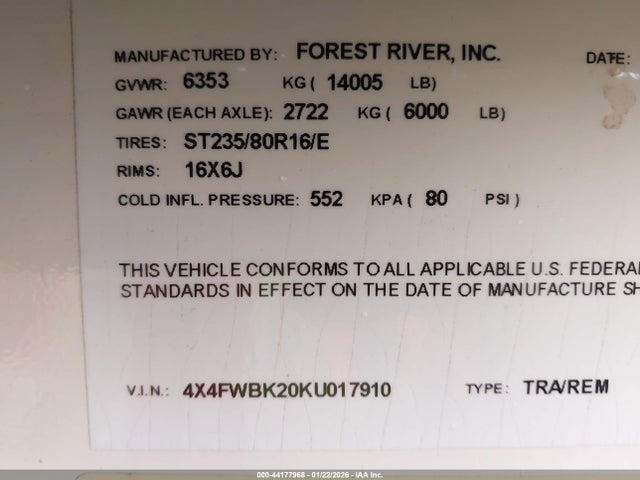 MANUFACTURED BY: FOREST RIVER, INC. DATE:
GVWR: 6353 KG ( 14005 LB)
GAWR (EACH AXLE): 2722 KG ( 6000 LB)
TIRES: ST235/80R16/E
RIMS: 16X6J
COLD INFL. PRESSURE: 552 KPA ( 80 PSI )
THIS VEHICLE CONFORMS TO ALL APPLICABLE U.S. FEDERA
STANDARDS IN EFFECT ON THE DATE OF MANUFACTURE SH
V.I.N.: 4X4FWBK20KU017910 TYPE: TRA/REM
000-44177968 - 01/22/2026 - IAA Inc.